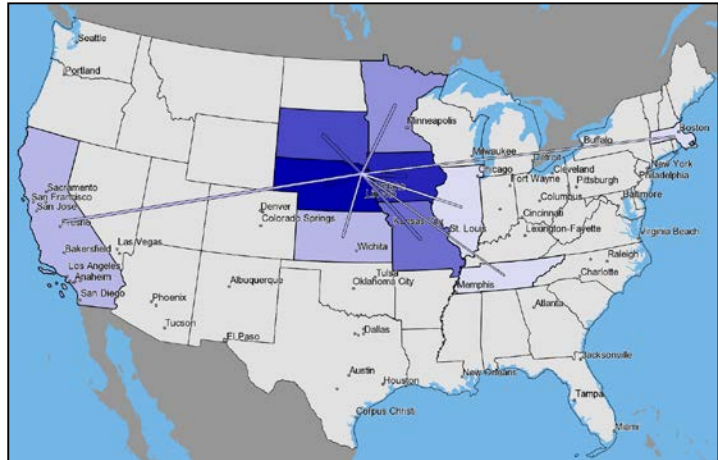 Seattle
Portland
Minneapolis
Boston
Milwaukee
Buffalo
Detroit
Chicago
Cleveland
New York
Fort Wayne
Pittsburgh
Philadelphia
Sacramento
San Francisco
San Jose
Denver
Columbus
Baltimore
Colorado Springs
Kansas City
St. Louis
Cincinnati
Fresno
Lexington-Fayette
Virginia Beach
Bakersfield
Las Vegas
Wichita
Raleigh
Los Angeles
Anaheim
Tulsa
Charlotte
San Diego
Albuquerque
Oklahoma City
Memphis
Phoenix
Atlanta
Tucson
El Paso
Dallas
Jacksonville
Austin
New Orleans
Houston
Tampa
Corpus Christi
Miami